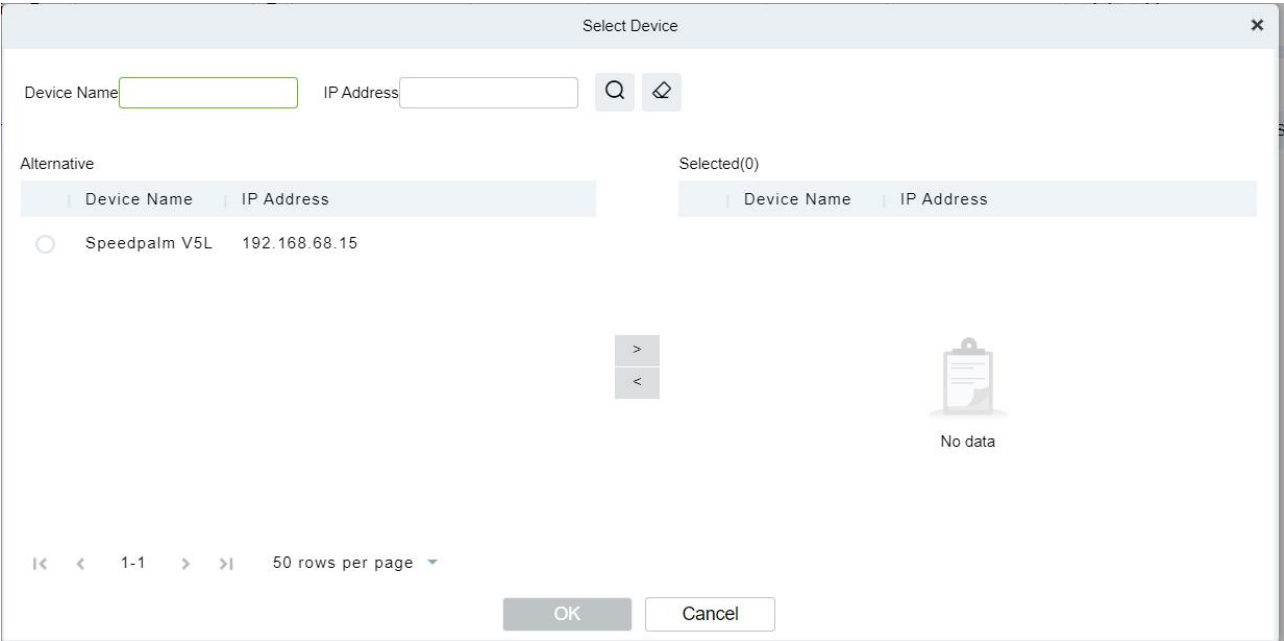 Select Device ×
Device Name IP Address
Alternative Selected(0)
Device Name IP Address Device Name IP Address
Speedpalm V5L 192.168.68.15
>
<
No data
|< < 1-1 > >| 50 rows per page
OK Cancel